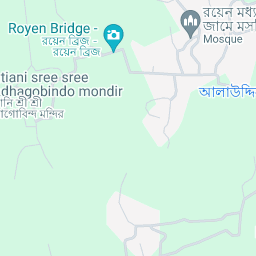 Royen Bridge -
রয়েন ব্রিজ -
রয়েন ব্রিজ
রয়েন মধ্য
জামে মস
Mosque
tiani sree sree
dhagobindo mondir
নি শ্রী শ্রী
াগোবিন্দ মন্দির
আলাউদ্দি